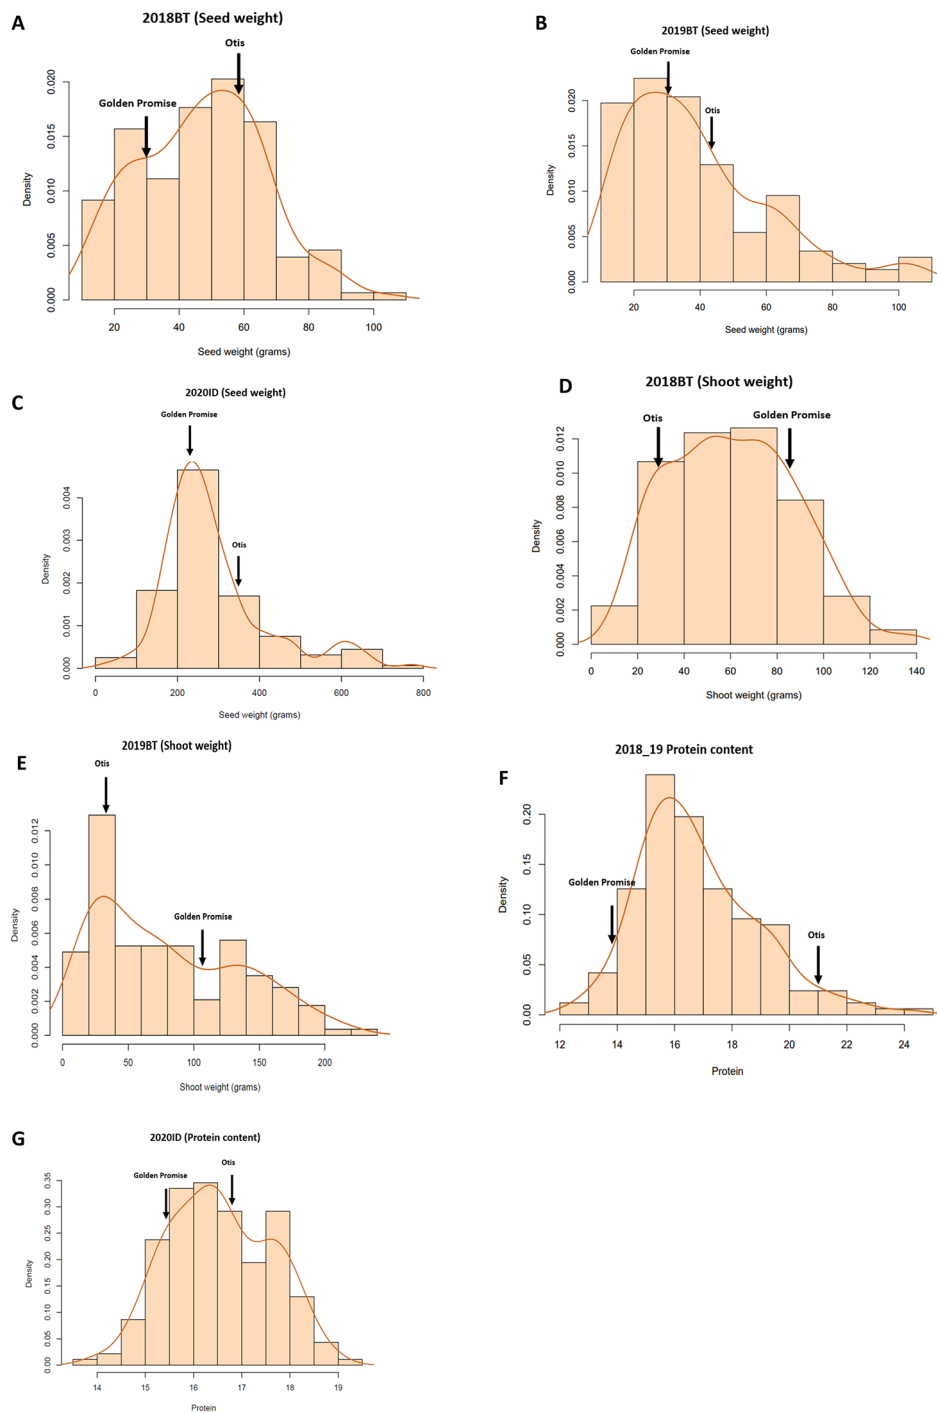 A
2018BT (Seed weight)
Otis
Golden Promise
Density
0.000
0.005
0.010
0.015
0.020
20 40 60 80 100
Seed weight (grams)
B
2019BT (Seed weight)
Golden Promise
Otis
Density
0.000
0.005
0.010
0.015
0.020
20 40 60 80 100
Seed weight (grams)
C
2020ID (Seed weight)
Golden Promise
Otis
Density
0.000
0.001
0.002
0.003
0.004
0 200 400 600 800
Seed weight (grams)
D
2018BT (Shoot weight)
Otis
Golden Promise
Density
0.000
0.002
0.004
0.006
0.008
0.010
0.012
0 20 40 60 80 100 120 140
Shoot weight (grams)
E
2019BT (Shoot weight)
Otis
Golden Promise
Density
0.000
0.002
0.004
0.006
0.008
0.010
0.012
0 50 100 150 200
Shoot weight (grams)
F
2018_19 Protein content
Golden Promise
Otis
Density
0.00
0.05
0.10
0.15
0.20
12 14 16 18 20 22 24
Protein
G
2020ID (Protein content)
Golden Promise
Otis
Density
0.00
0.05
0.10
0.15
0.20
0.25
0.30
0.35
14 15 16 17 18 19
Protein